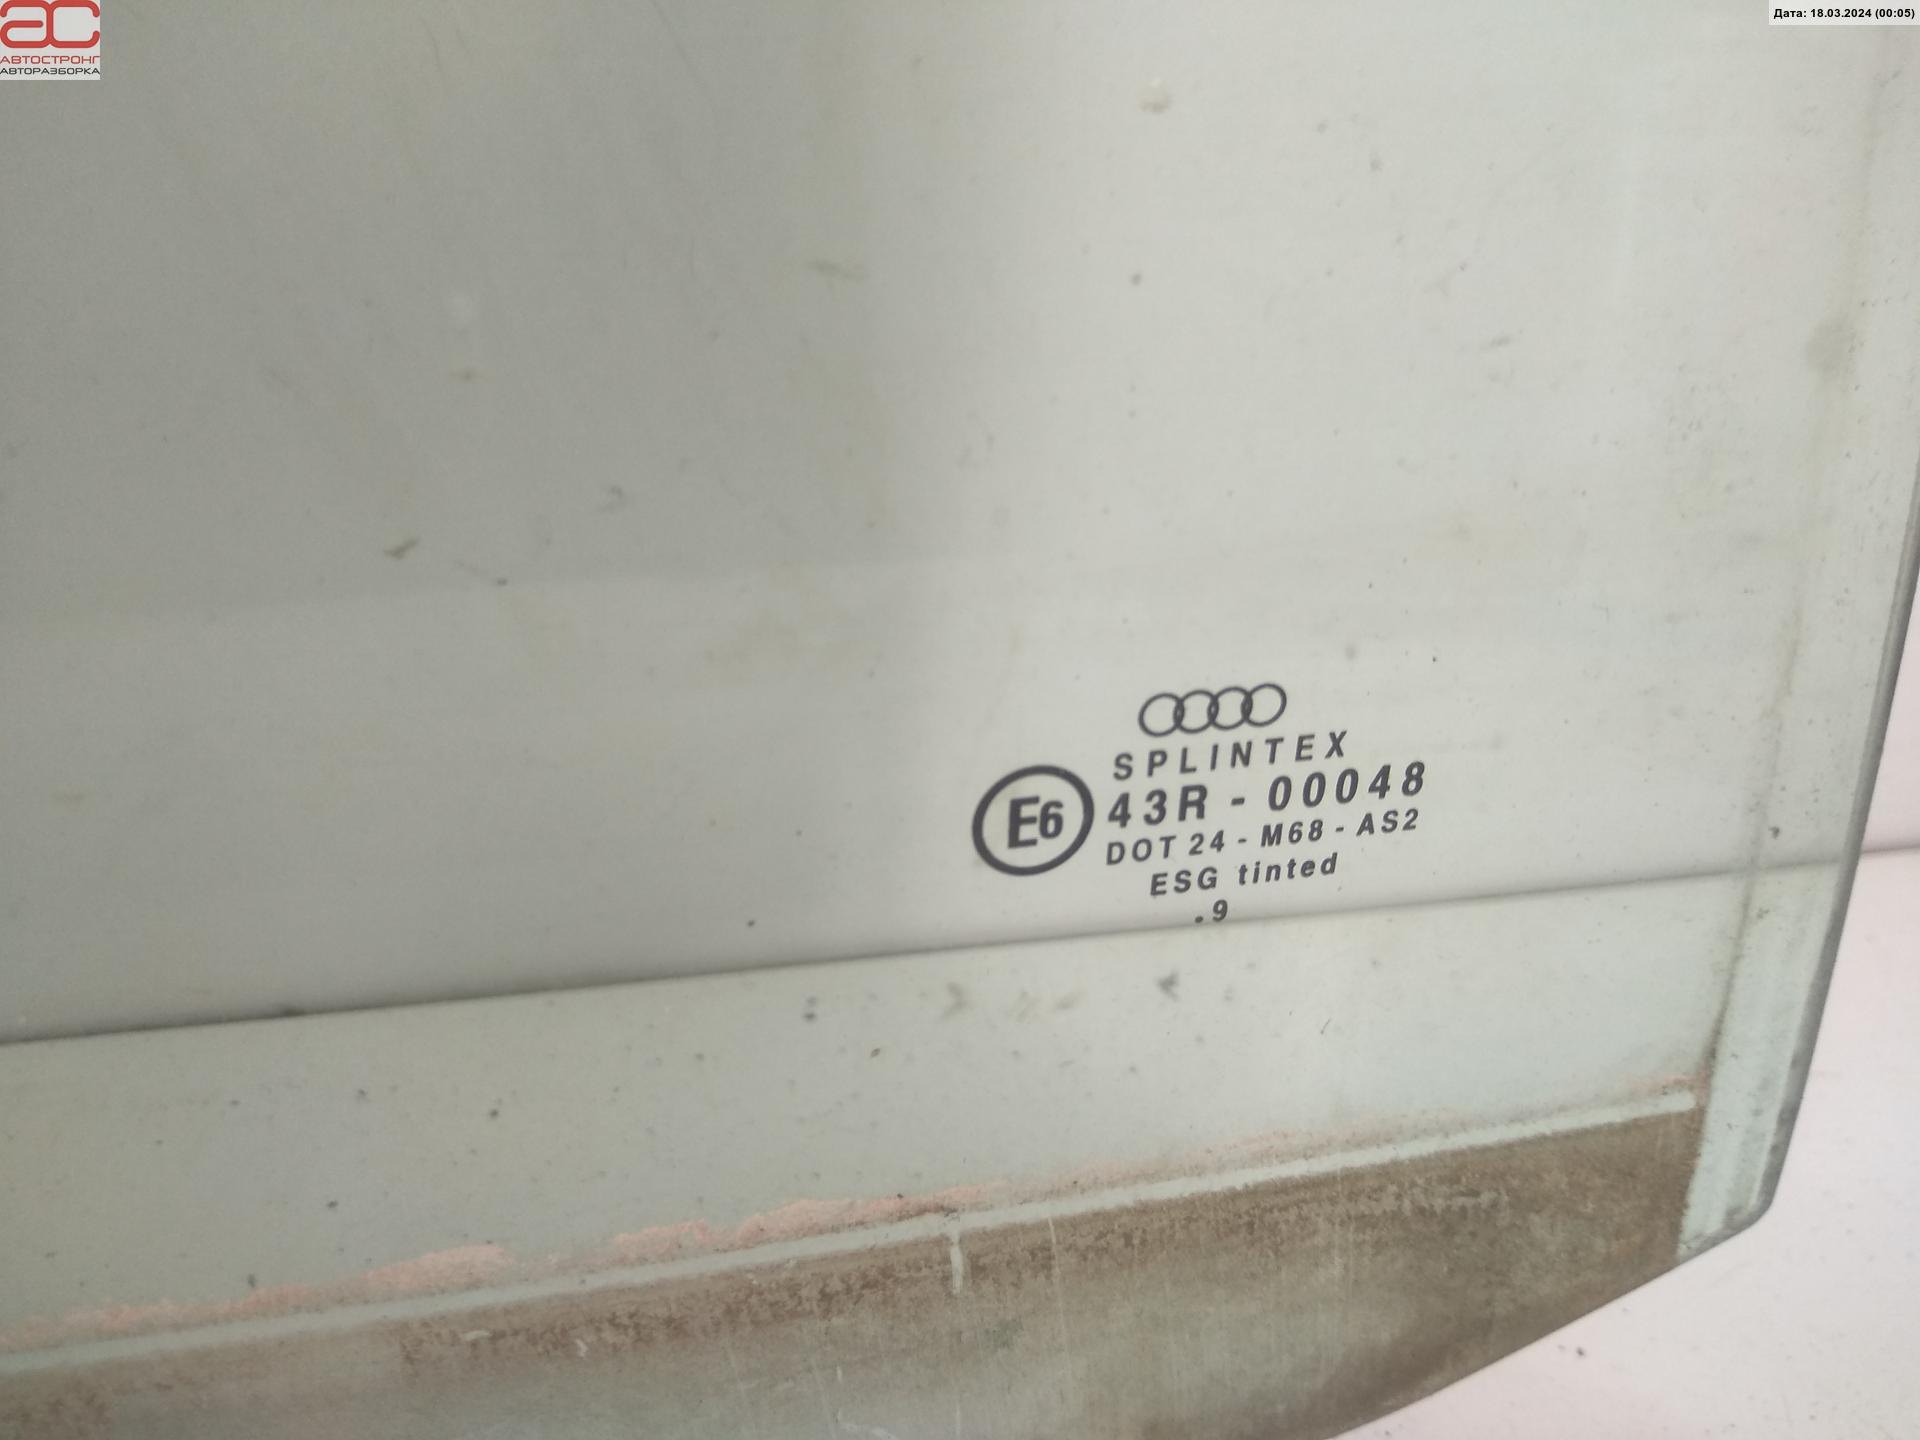 АВТОСТРОНГ
АВТОРАЗБОРКА
Дата: 18.03.2024 (00:05)
SPLINTEX
E6
43R - 00048
DOT 24 - M68 - AS2
ESG tinted
.9